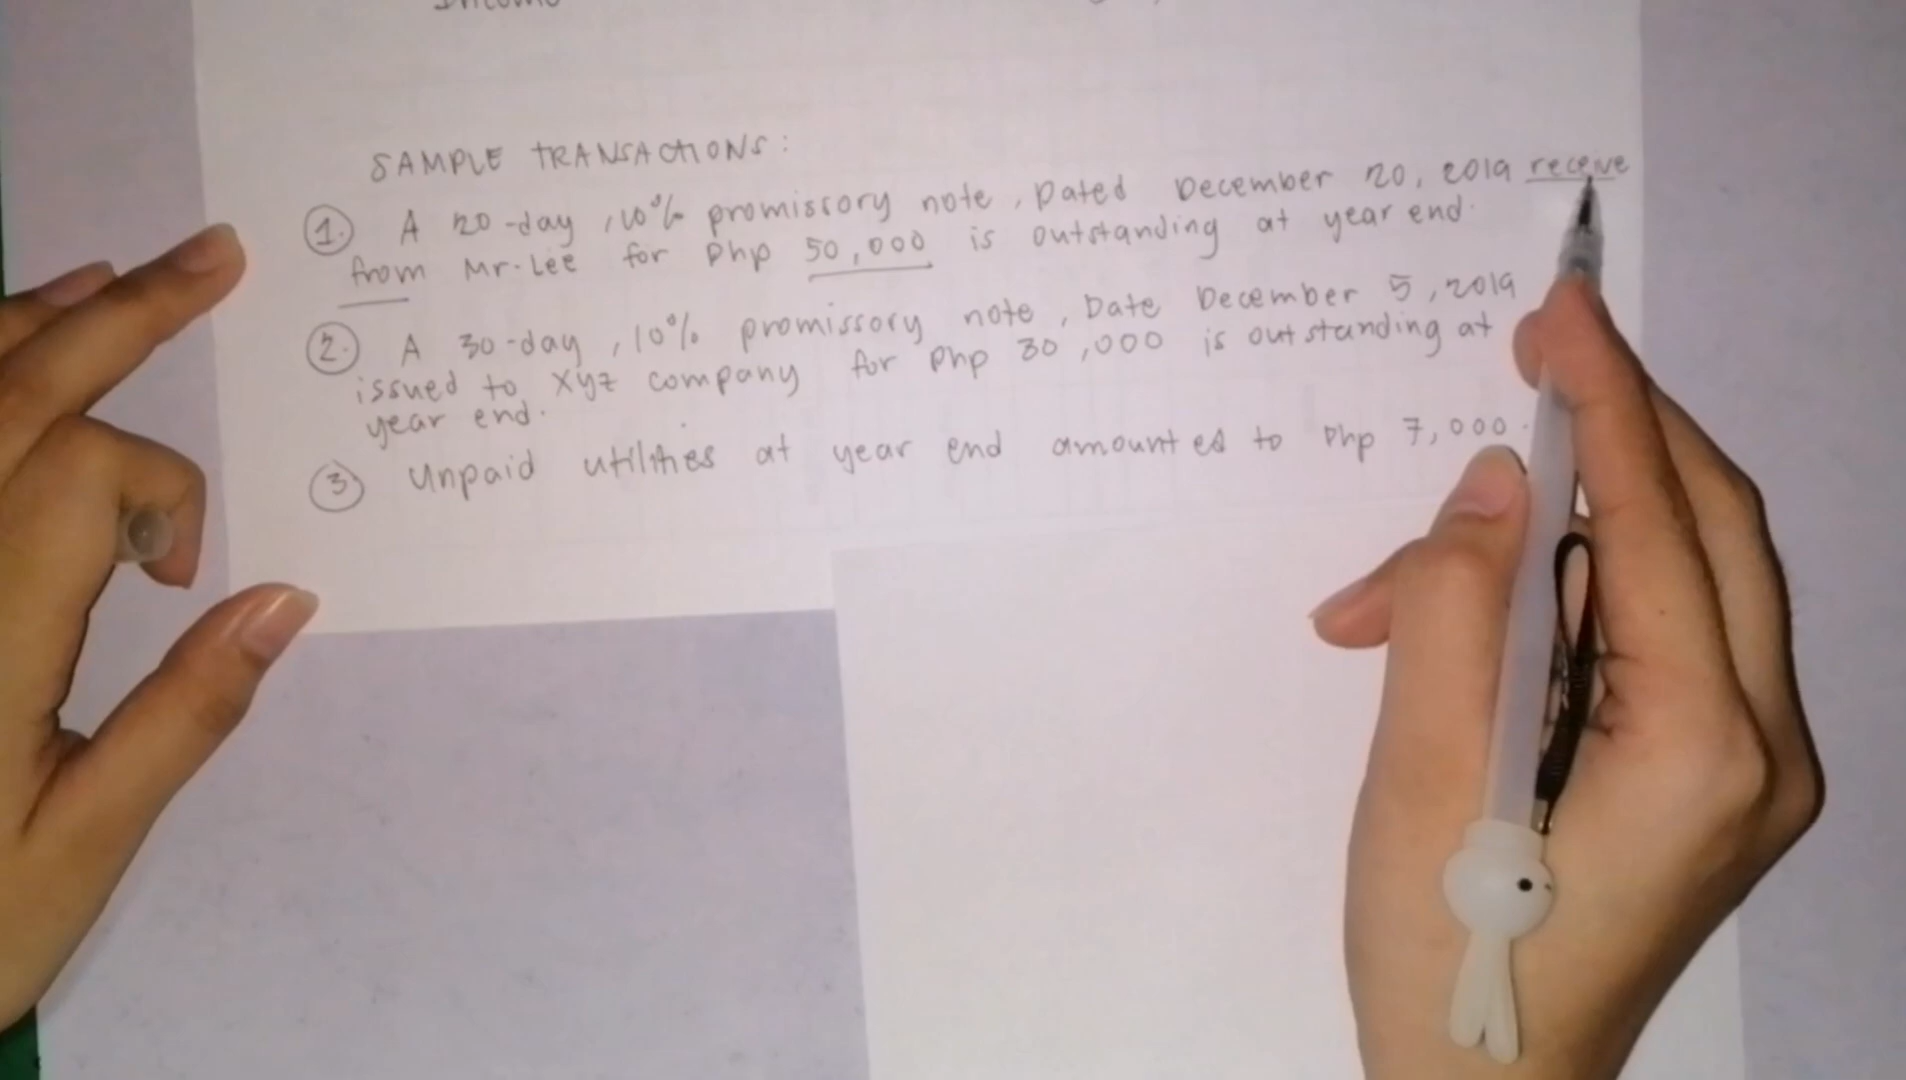 SAMPLE TRANSACTIONS:
1. A 20-day, 10% promissory note, Dated December 20, 2019 receive
from Mr. Lee for Php 50,000 is outstanding at year end.
2. A 30-day, 10% promissory note, Date December 5, 2019
issued to XYZ company for Php 30,000 is outstanding at
year end.
3. Unpaid utilities at year end amounted to Php 7,000.